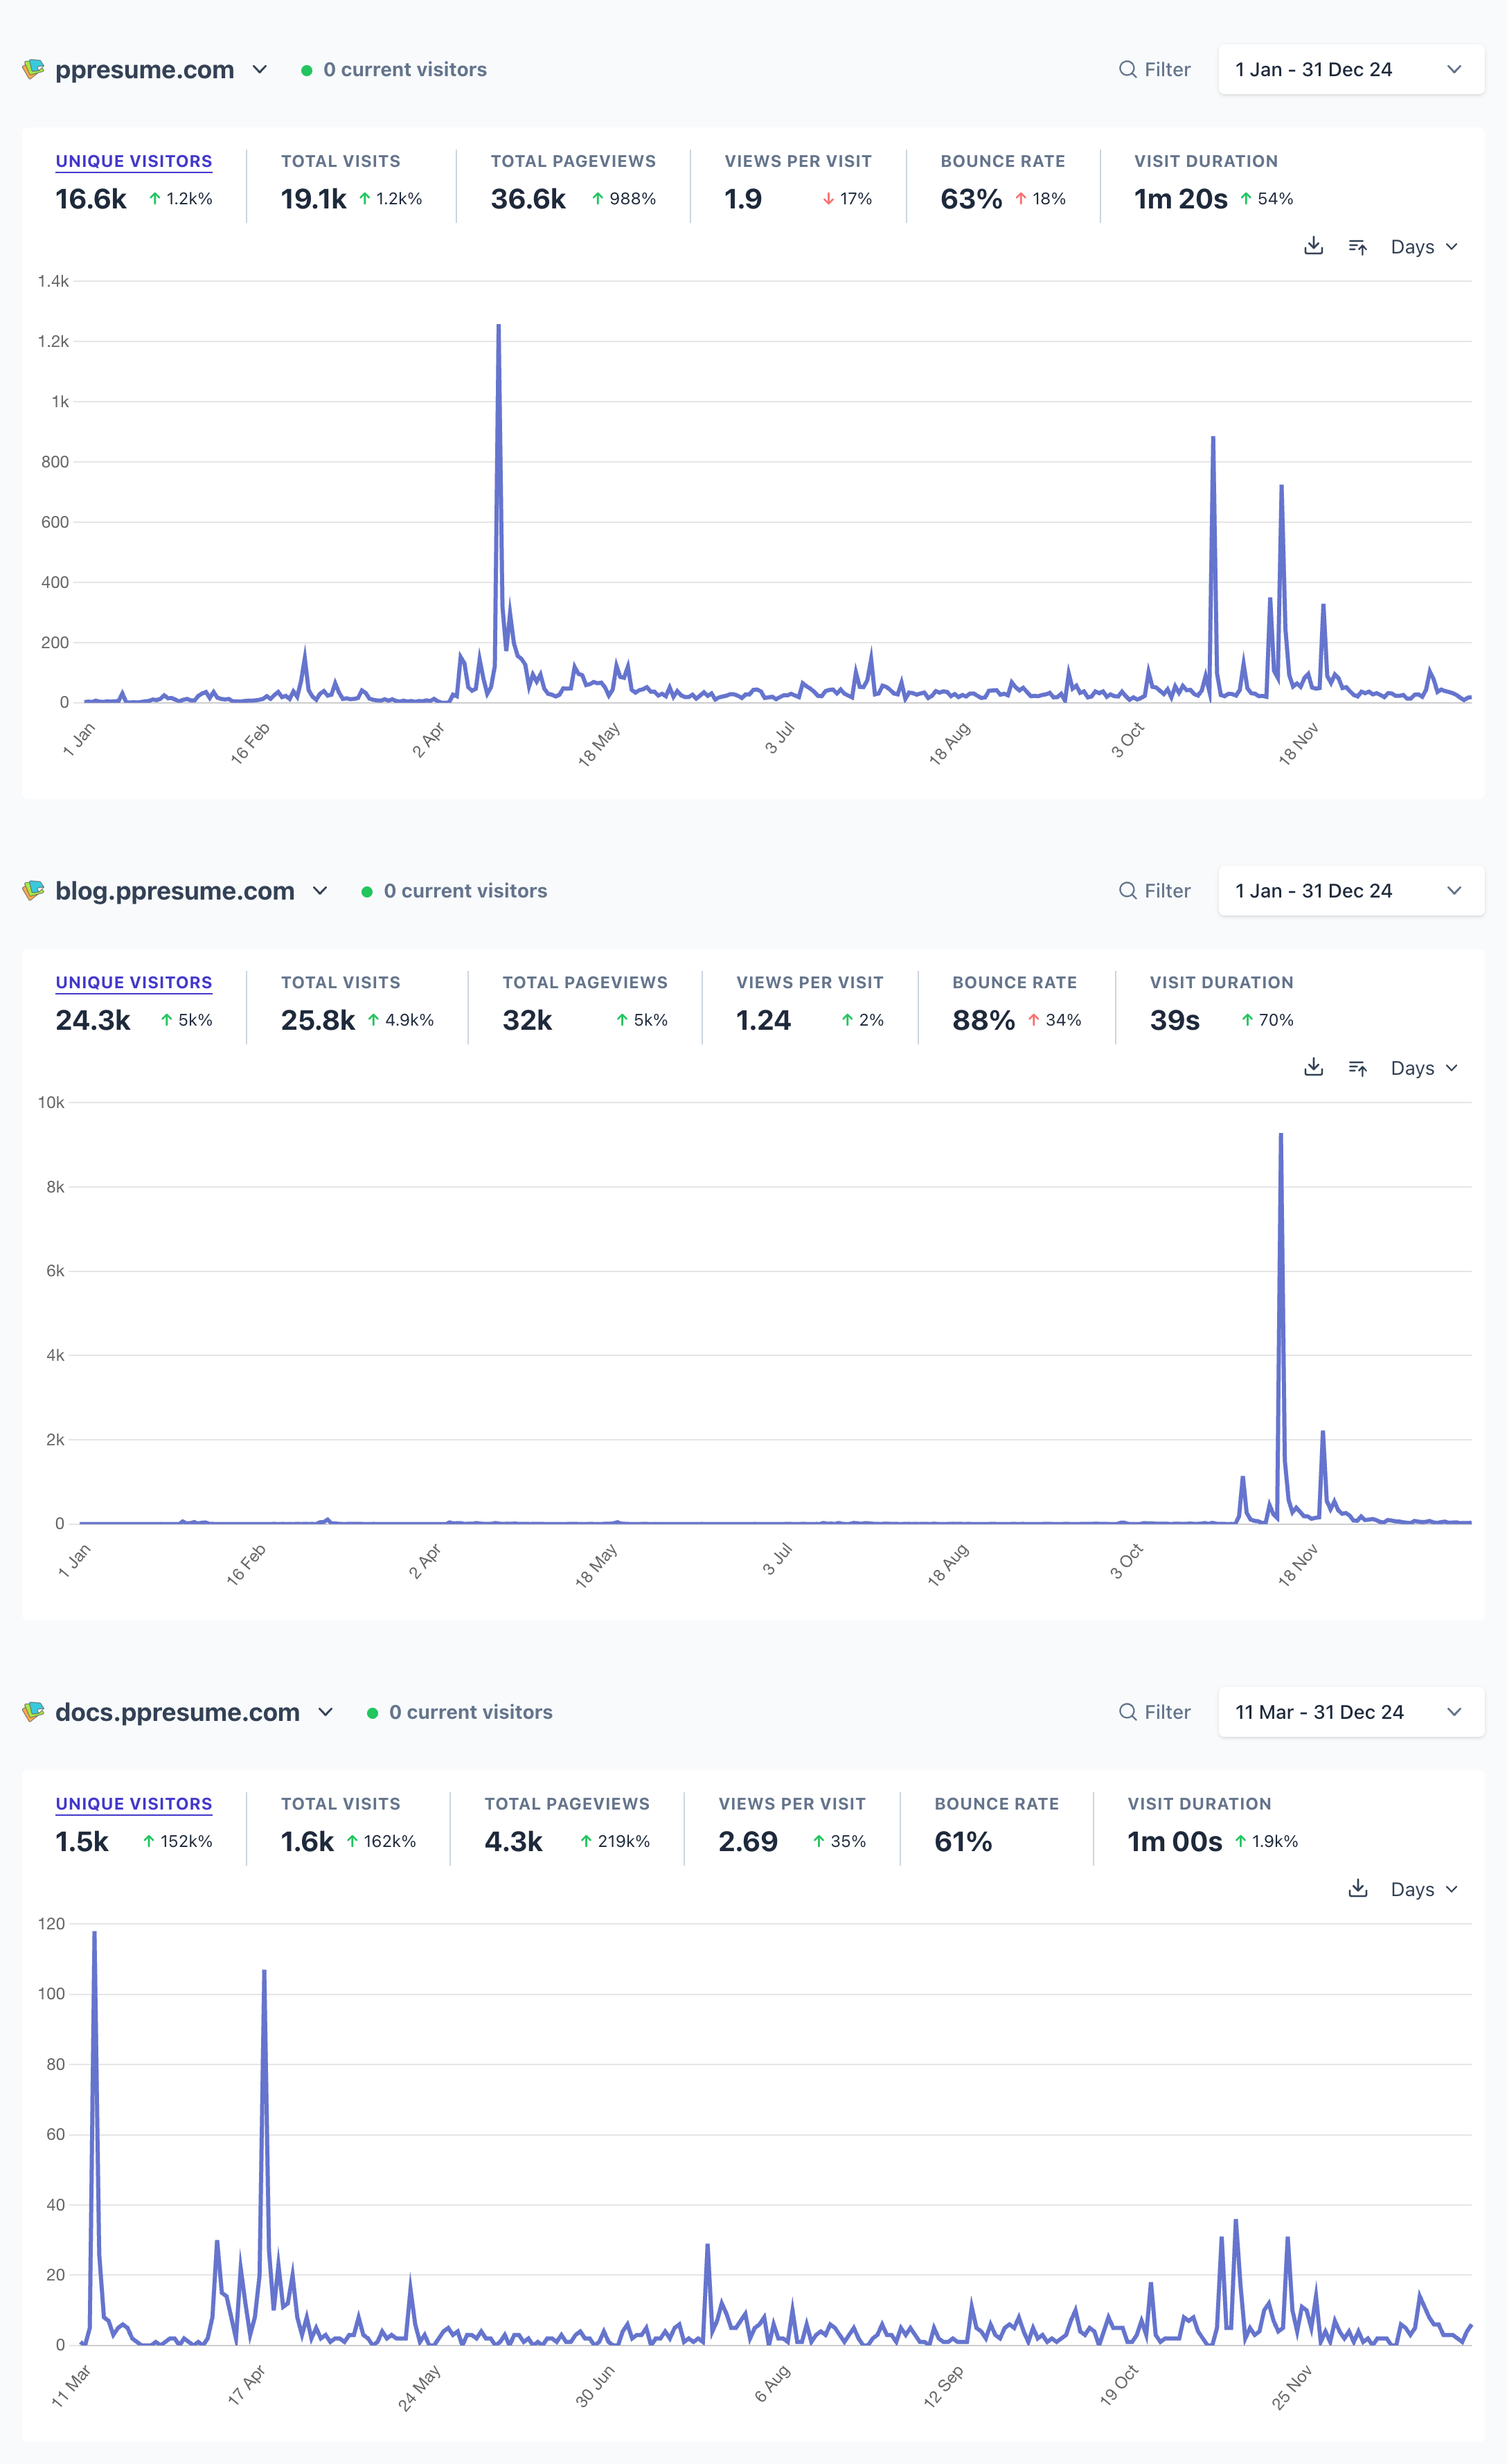 ppresume.com 0 current visitors Filter 1 Jan - 31 Dec 24
UNIQUE VISITORS TOTAL VISITS TOTAL PAGEVIEWS VIEWS PER VISIT BOUNCE RATE VISIT DURATION
16.6k ↑ 1.2k% 19.1k ↑ 1.2k% 36.6k ↑ 988% 1.9 ↓ 17% 63% ↑ 18% 1m 20s ↑ 54%
Days
1.4k
1.2k
1k
800
600
400
200
0
1 Jan 16 Feb 2 Apr 18 May 3 Jul 18 Aug 3 Oct 18 Nov
blog.ppresume.com 0 current visitors Filter 1 Jan - 31 Dec 24
UNIQUE VISITORS TOTAL VISITS TOTAL PAGEVIEWS VIEWS PER VISIT BOUNCE RATE VISIT DURATION
24.3k ↑ 5k% 25.8k ↑ 4.9k% 32k ↑ 5k% 1.24 ↑ 2% 88% ↑ 34% 39s ↑ 70%
Days
10k
8k
6k
4k
2k
0
1 Jan 16 Feb 2 Apr 18 May 3 Jul 18 Aug 3 Oct 18 Nov
docs.ppresume.com 0 current visitors Filter 11 Mar - 31 Dec 24
UNIQUE VISITORS TOTAL VISITS TOTAL PAGEVIEWS VIEWS PER VISIT BOUNCE RATE VISIT DURATION
1.5k ↑ 152k% 1.6k ↑ 162k% 4.3k ↑ 219k% 2.69 ↑ 35% 61% 1m 00s ↑ 1.9k%
Days
120
100
80
60
40
20
0
11 Mar 17 Apr 24 May 30 Jun 6 Aug 12 Sep 19 Oct 25 Nov